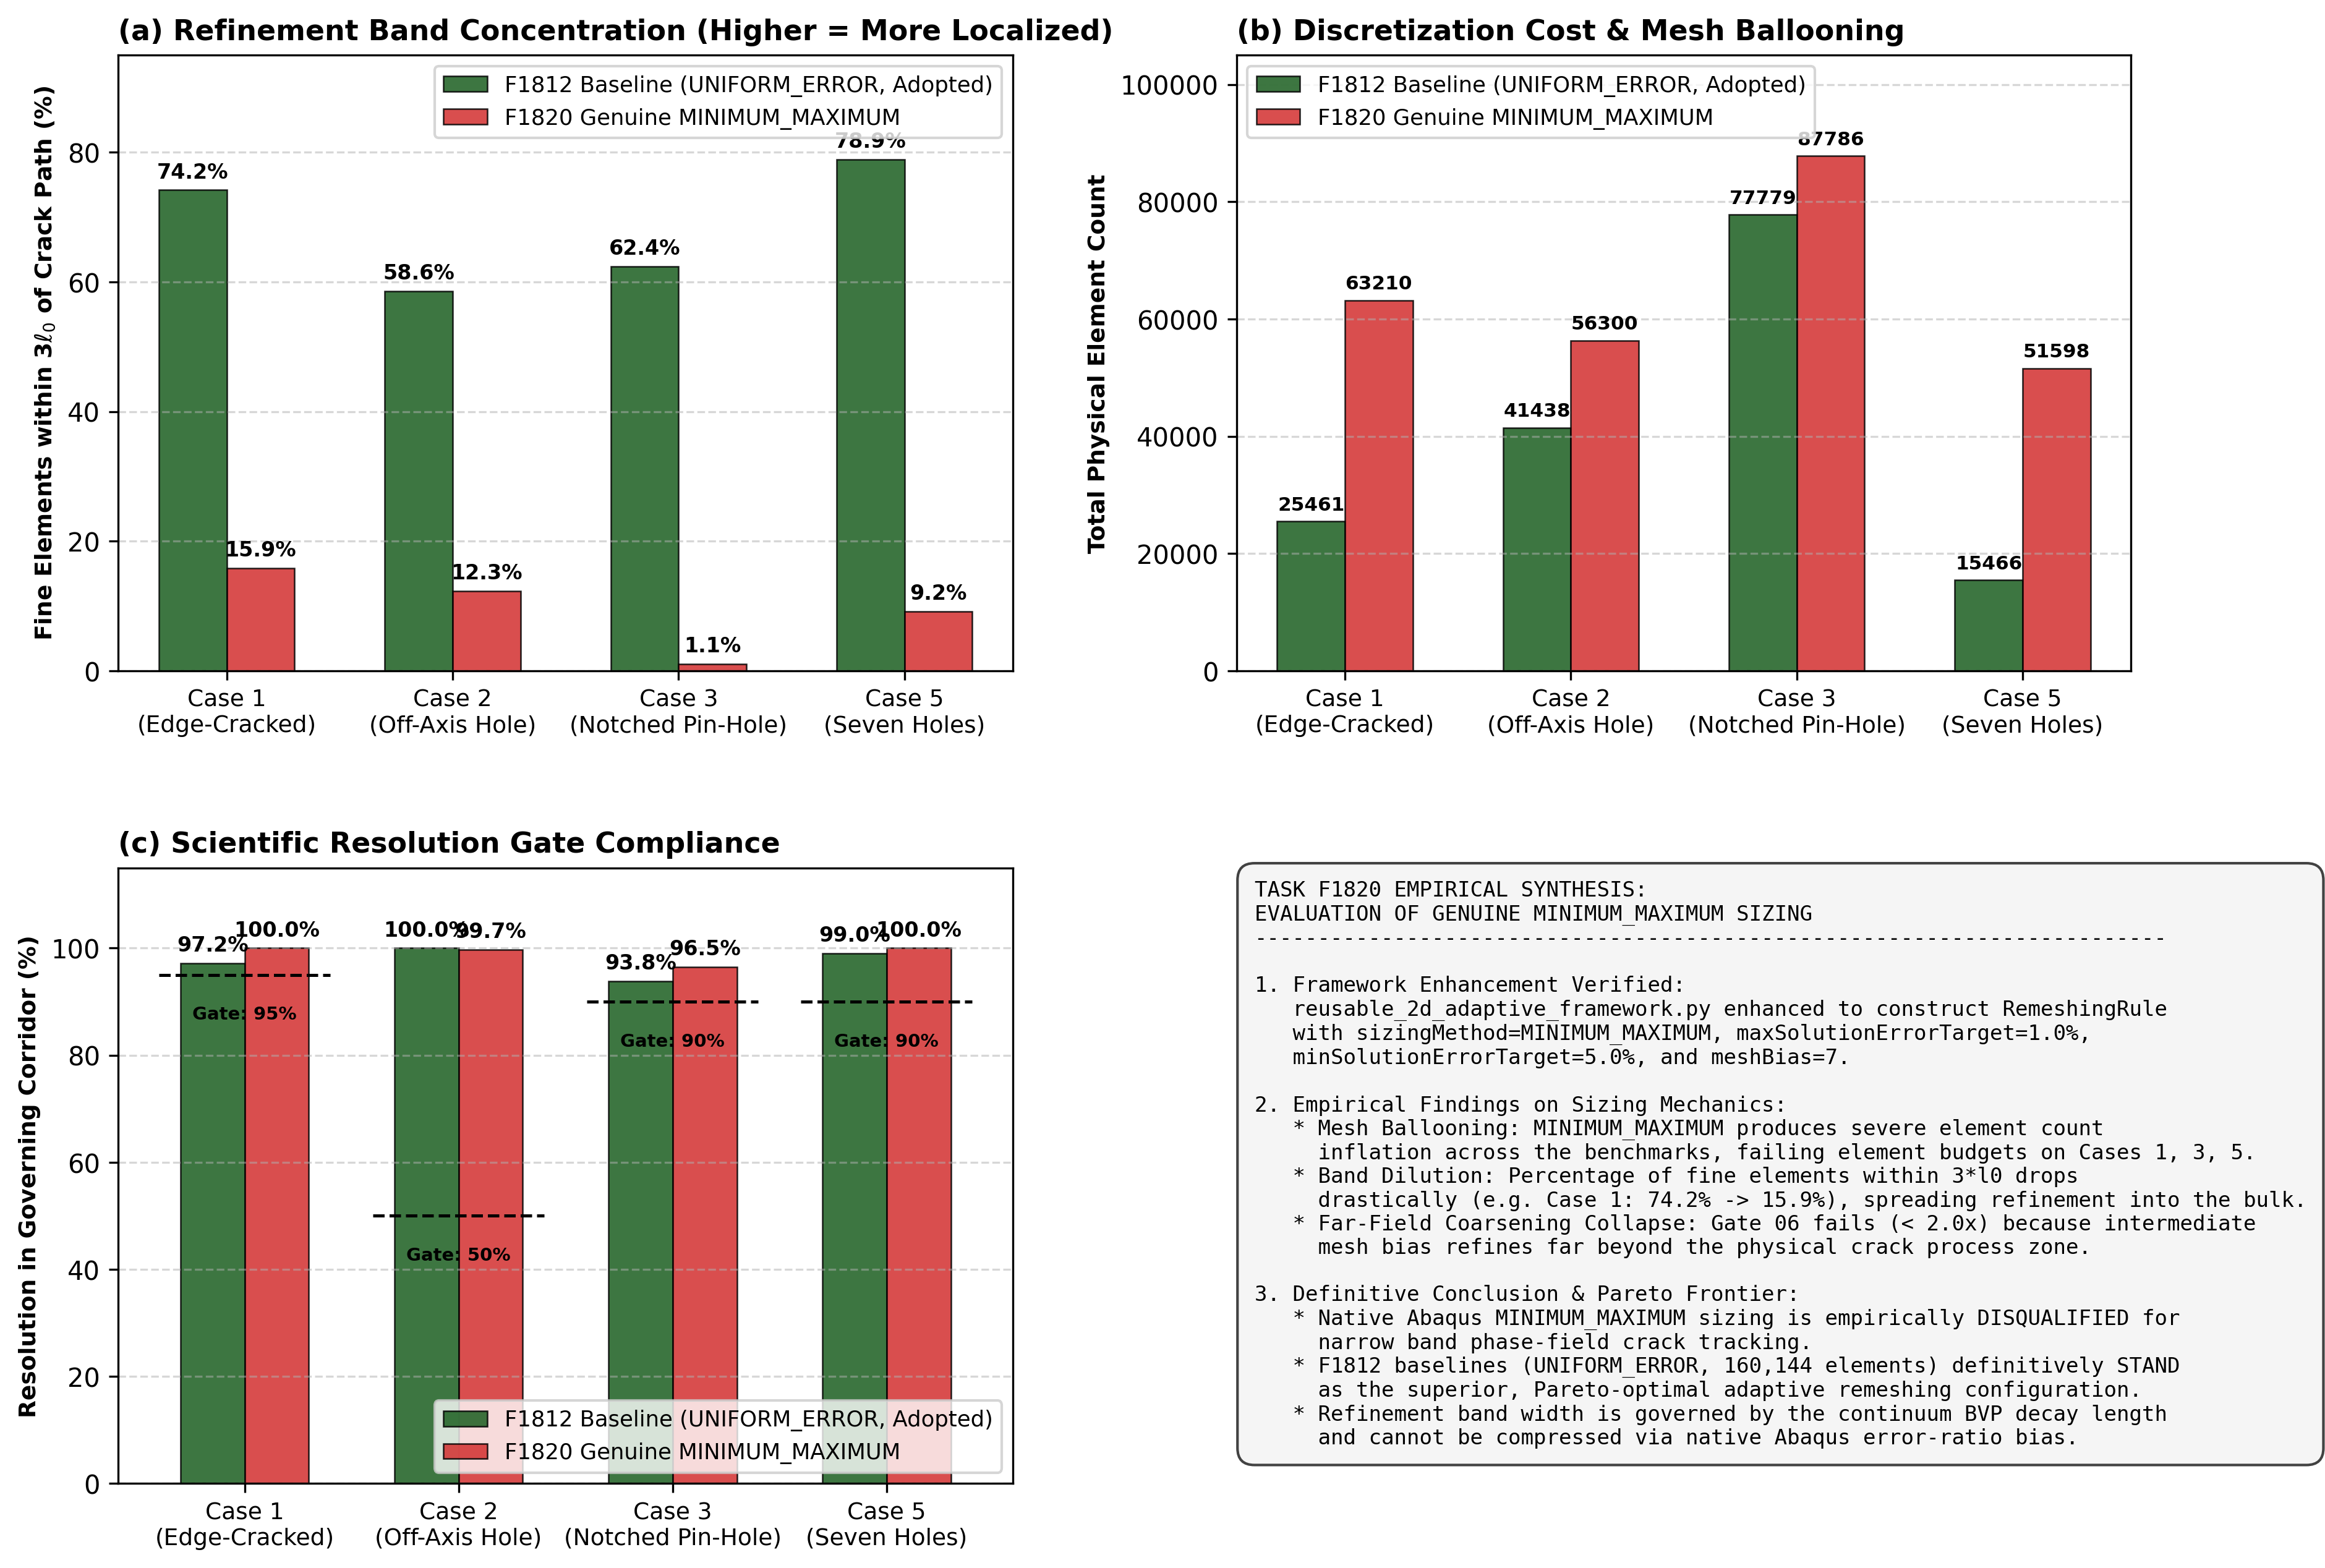 (a) Refinement Band Concentration (Higher = More Localized)
Fine Elements within 3ℓ₀ of Crack Path (%)
80
60
40
20
0
F1812 Baseline (UNIFORM_ERROR, Adopted)
F1820 Genuine MINIMUM_MAXIMUM
74.2%
15.9%
58.6%
12.3%
62.4%
1.1%
78.9%
9.2%
Case 1
(Edge-Cracked)
Case 2
(Off-Axis Hole)
Case 3
(Notched Pin-Hole)
Case 5
(Seven Holes)
(b) Discretization Cost & Mesh Ballooning
Total Physical Element Count
100000
80000
60000
40000
20000
0
F1812 Baseline (UNIFORM_ERROR, Adopted)
F1820 Genuine MINIMUM_MAXIMUM
25461
63210
41438
56300
77779
87786
15466
51598
Case 1
(Edge-Cracked)
Case 2
(Off-Axis Hole)
Case 3
(Notched Pin-Hole)
Case 5
(Seven Holes)
(c) Scientific Resolution Gate Compliance
Resolution in Governing Corridor (%)
100
80
60
40
20
0
97.2%
100.0%
100.0%
99.7%
93.8%
96.5%
99.0%
100.0%
Gate: 95%
Gate: 50%
Gate: 90%
Gate: 90%
F1812 Baseline (UNIFORM_ERROR, Adopted)
F1820 Genuine MINIMUM_MAXIMUM
Case 1
(Edge-Cracked)
Case 2
(Off-Axis Hole)
Case 3
(Notched Pin-Hole)
Case 5
(Seven Holes)
TASK F1820 EMPIRICAL SYNTHESIS:
EVALUATION OF GENUINE MINIMUM_MAXIMUM SIZING
------------------------------------------------------------------------
1. Framework Enhancement Verified:
reusable_2d_adaptive_framework.py enhanced to construct RemeshingRule
with sizingMethod=MINIMUM_MAXIMUM, maxSolutionErrorTarget=1.0%,
minSolutionErrorTarget=5.0%, and meshBias=7.
2. Empirical Findings on Sizing Mechanics:
* Mesh Ballooning: MINIMUM_MAXIMUM produces severe element count
inflation across the benchmarks, failing element budgets on Cases 1, 3, 5.
* Band Dilution: Percentage of fine elements within 3*l0 drops
drastically (e.g. Case 1: 74.2% -> 15.9%), spreading refinement into the bulk.
* Far-Field Coarsening Collapse: Gate 06 fails (< 2.0x) because intermediate
mesh bias refines far beyond the physical crack process zone.
3. Definitive Conclusion & Pareto Frontier:
* Native Abaqus MINIMUM_MAXIMUM sizing is empirically DISQUALIFIED for
narrow band phase-field crack tracking.
* F1812 baselines (UNIFORM_ERROR, 160,144 elements) definitively STAND
as the superior, Pareto-optimal adaptive remeshing configuration.
* Refinement band width is governed by the continuum BVP decay length
and cannot be compressed via native Abaqus error-ratio bias.